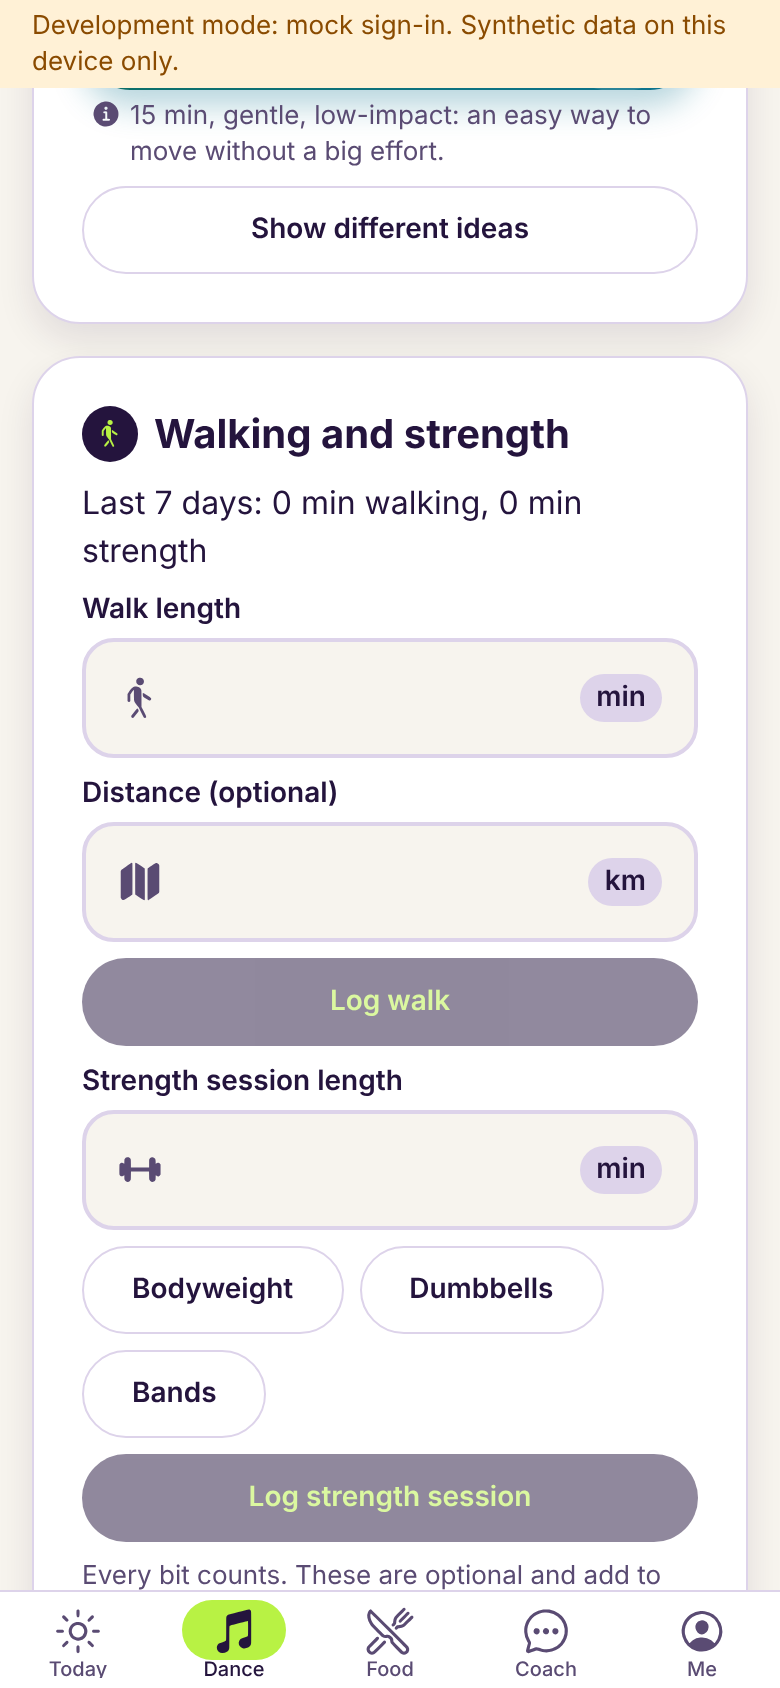 Development mode: mock sign-in. Synthetic data on this
device only.
15 min, gentle, low-impact: an easy way to
move without a big effort.
Show different ideas
Walking and strength
Last 7 days: 0 min walking, 0 min
strength
Walk length
min
Distance (optional)
km
Log walk
Strength session length
min
Bodyweight
Dumbbells
Bands
Log strength session
Every bit counts. These are optional and add to
Today
Dance
Food
Coach
Me